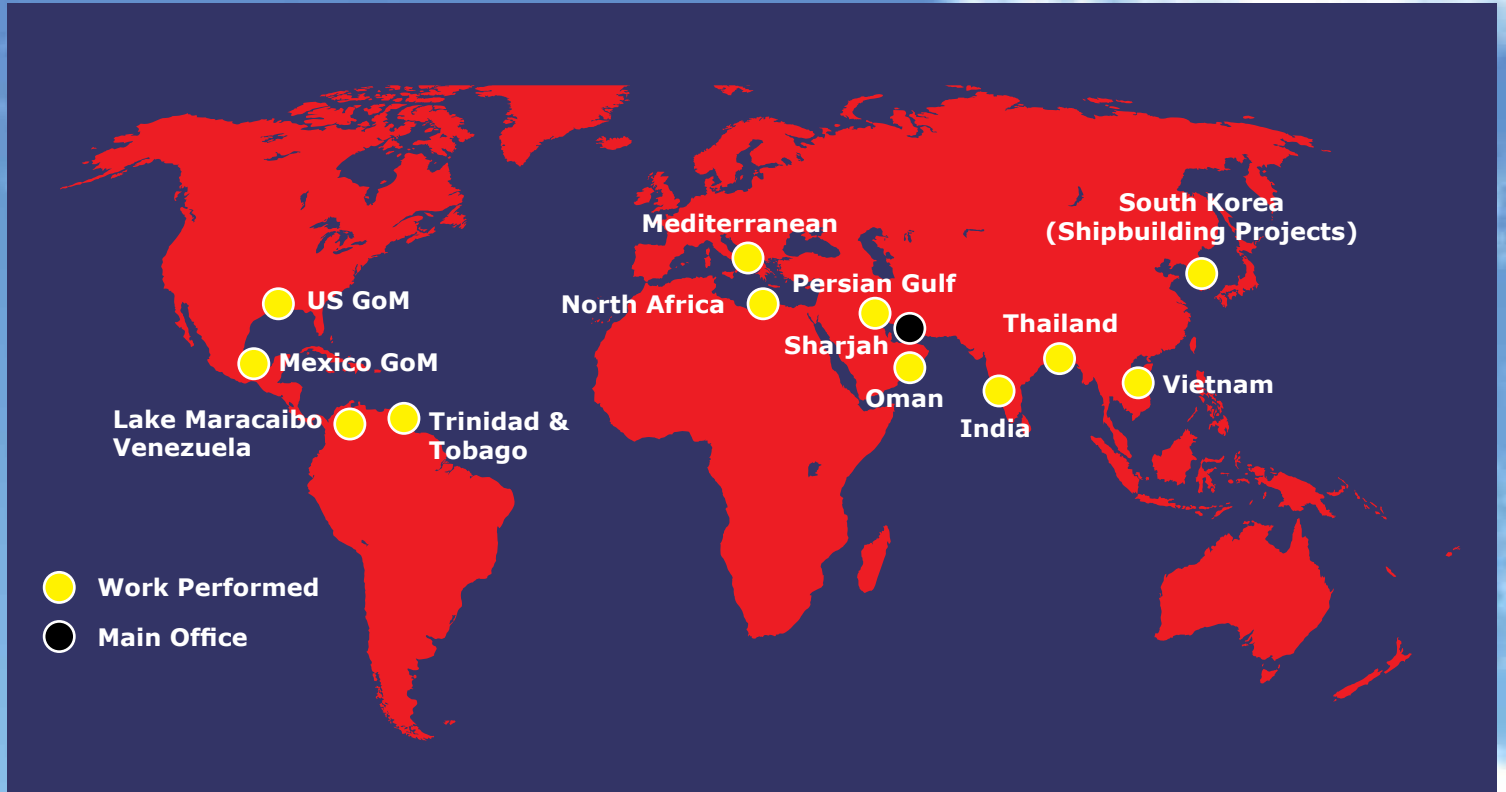 South Korea
(Shipbuilding Projects)
Mediterranean
Persian Gulf
US GoM
North Africa
Thailand
Sharjah
Mexico GoM
Vietnam
Oman
Lake Maracaibo
Venezuela
Trinidad &
Tobago
India
Work Performed
Main Office